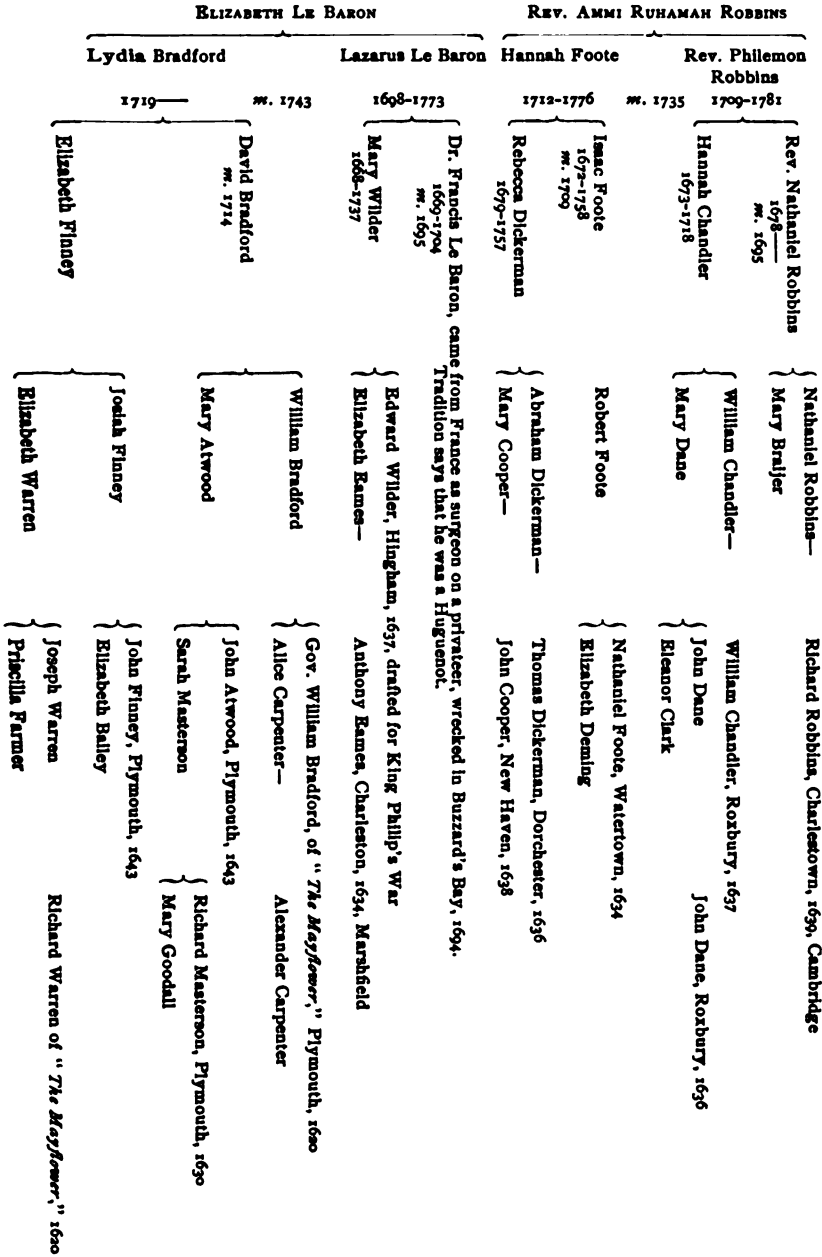 ELIZABETH LE BARON
REV. AMMI RUHAMAH ROBBINS
Lydia Bradford
Lazarus Le Baron
Hannah Foote
Rev. Philemon
Robbins
1719—
m. 1743
1698-1773
1712-1776
m. 1735
1709-1781
Rev. Nathaniel Robbins
1678—
m. 1695
Hannah Chandler
1673-1718
Isaac Foote
1672-1758
m. 1709
Rebecca Dickerman
1679-1757
Dr. Francis Le Baron, came from France as surgeon on a privateer, wrecked in Buzzard's Bay, 1694.
1669-1704
Tradition says that he was a Huguenot.
m. 1695
Mary Wilder
1668-1737
David Bradford
m. 1714
Elizabeth Finney
Nathaniel Robbins—
Mary Braijer
William Chandler—
Mary Dane
Robert Foote
Abraham Dickerman—
Mary Cooper—
Edward Wilder, Hingham, 1637, drafted for King Philip's War
Elizabeth Eames—
William Bradford
Mary Atwood
Josiah Finney
Elizabeth Warren
Richard Robbins, Charlestown, 1639, Cambridge
William Chandler, Roxbury, 1637
John Dane
Eleanor Clark
Nathaniel Foote, Watertown, 1634
Elizabeth Deming
Thomas Dickerman, Dorchester, 1636
John Cooper, New Haven, 1638
Anthony Eames, Charleston, 1634, Marshfield
Gov. William Bradford, of "The Mayflower," Plymouth, 1620
Alice Carpenter—
John Atwood, Plymouth, 1643
Sarah Masterson
John Finney, Plymouth, 1643
Elizabeth Bailey
Joseph Warren
Priscilla Farmer
John Dane, Roxbury, 1636
Alexander Carpenter
Richard Masterson, Plymouth, 1630
Mary Goodall
Richard Warren of "The Mayflower," 1620